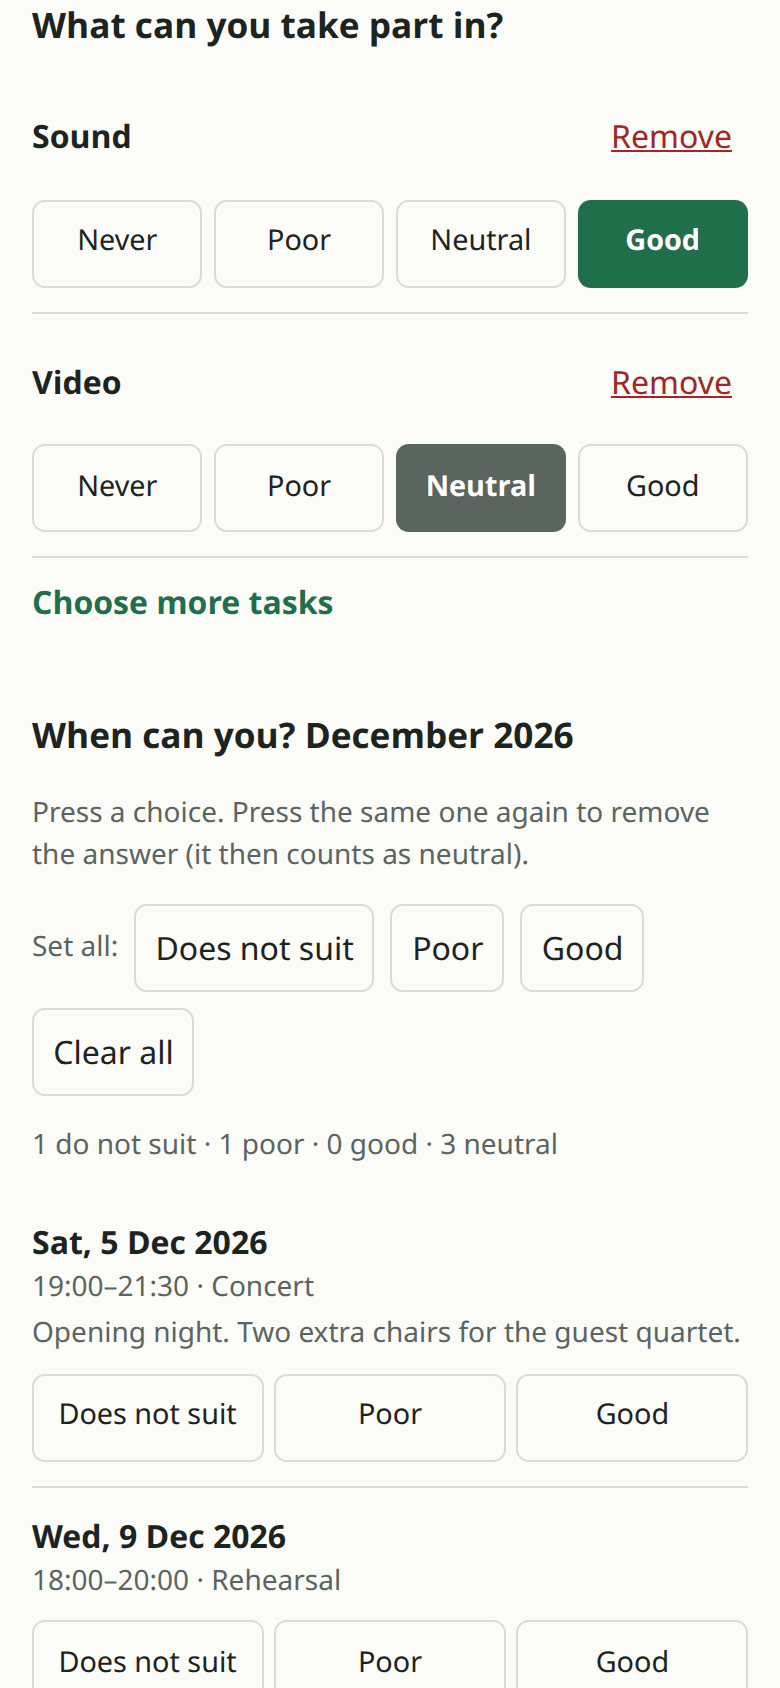 What can you take part in?
Sound Remove
Never Poor Neutral Good
Video Remove
Never Poor Neutral Good
Choose more tasks
When can you? December 2026
Press a choice. Press the same one again to remove
the answer (it then counts as neutral).
Set all: Does not suit Poor Good
Clear all
1 do not suit · 1 poor · 0 good · 3 neutral
Sat, 5 Dec 2026
19:00–21:30 · Concert
Opening night. Two extra chairs for the guest quartet.
Does not suit Poor Good
Wed, 9 Dec 2026
18:00–20:00 · Rehearsal
Does not suit Poor Good